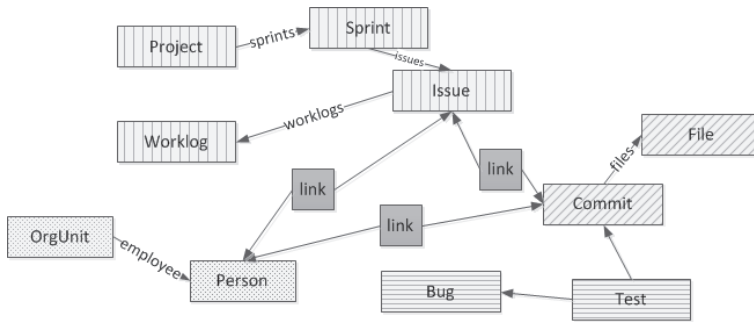 Project
sprints
Sprint
issues
Issue
Worklog
worklogs
File
files
link
link
link
Commit
OrgUnit
employee
Person
Bug
Test